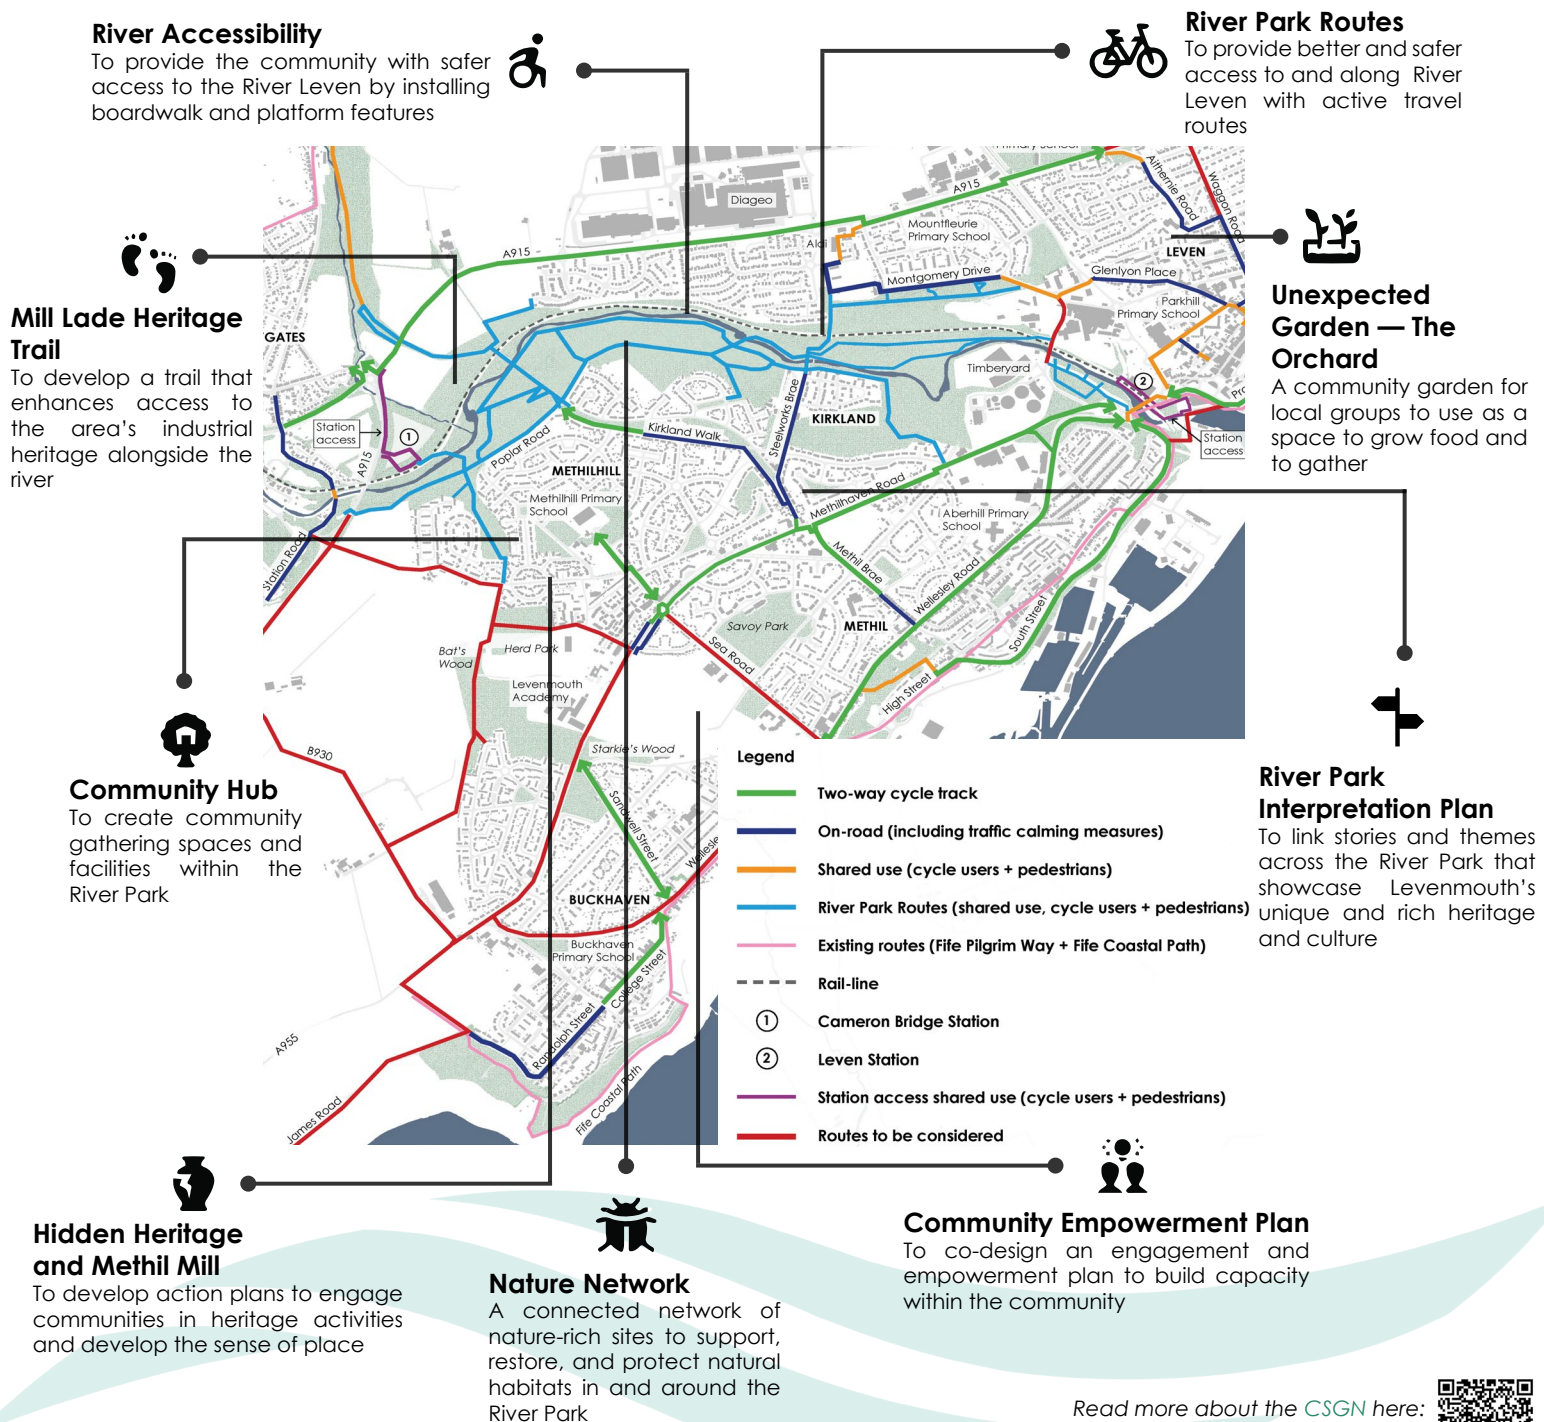 River Accessibility
To provide the community with safer
access to the River Leven by installing
boardwalk and platform features
River Park Routes
To provide better and safer
access to and along River
Leven with active travel
routes
Mill Lade Heritage
Trail
To develop a trail that
enhances access to
the area's industrial
heritage alongside the
river
Unexpected
Garden — The
Orchard
A community garden for
local groups to use as a
space to grow food and
to gather
Community Hub
To create community
gathering spaces and
facilities within the
River Park
River Park
Interpretation Plan
To link stories and themes
across the River Park that
showcase Levenmouth's
unique and rich heritage
and culture
Primary School
Aithernie Road
Waggon Road
A915
Diageo
Mountfleurie
Primary School
Aldi
LEVEN
A915
Montgomery Drive
Glenlyon Place
Parkhill
Primary School
GATES
Timberyard
2
Station
access
1
A915
Poplar Road
Kirkland Walk
Steelworks Brae
KIRKLAND
Station
access
METHILHILL
Methilhill Primary
School
Methilhaven Road
Aberhill Primary
School
Station Road
Methil Brae
Wellesley Road
Savoy Park
METHIL
South Street
Bat's
Wood
Herd Park
Sea Road
Levenmouth
Academy
High Street
B930
Starkie's Wood
Sandwell Street
Wellesle
BUCKHAVEN
Buckhaven
Primary School
College Street
Randolph Street
A955
James Road
Fife Coastal Path
Legend
Two-way cycle track
On-road (including traffic calming measures)
Shared use (cycle users + pedestrians)
River Park Routes (shared use, cycle users + pedestrians)
Existing routes (Fife Pilgrim Way + Fife Coastal Path)
Rail-line
1 Cameron Bridge Station
2 Leven Station
Station access shared use (cycle users + pedestrians)
Routes to be considered
Hidden Heritage
and Methil Mill
To develop action plans to engage
communities in heritage activities
and develop the sense of place
Nature Network
A connected network of
nature-rich sites to support,
restore, and protect natural
habitats in and around the
River Park
Community Empowerment Plan
To co-design an engagement and
empowerment plan to build capacity
within the community
Read more about the CSGN here: